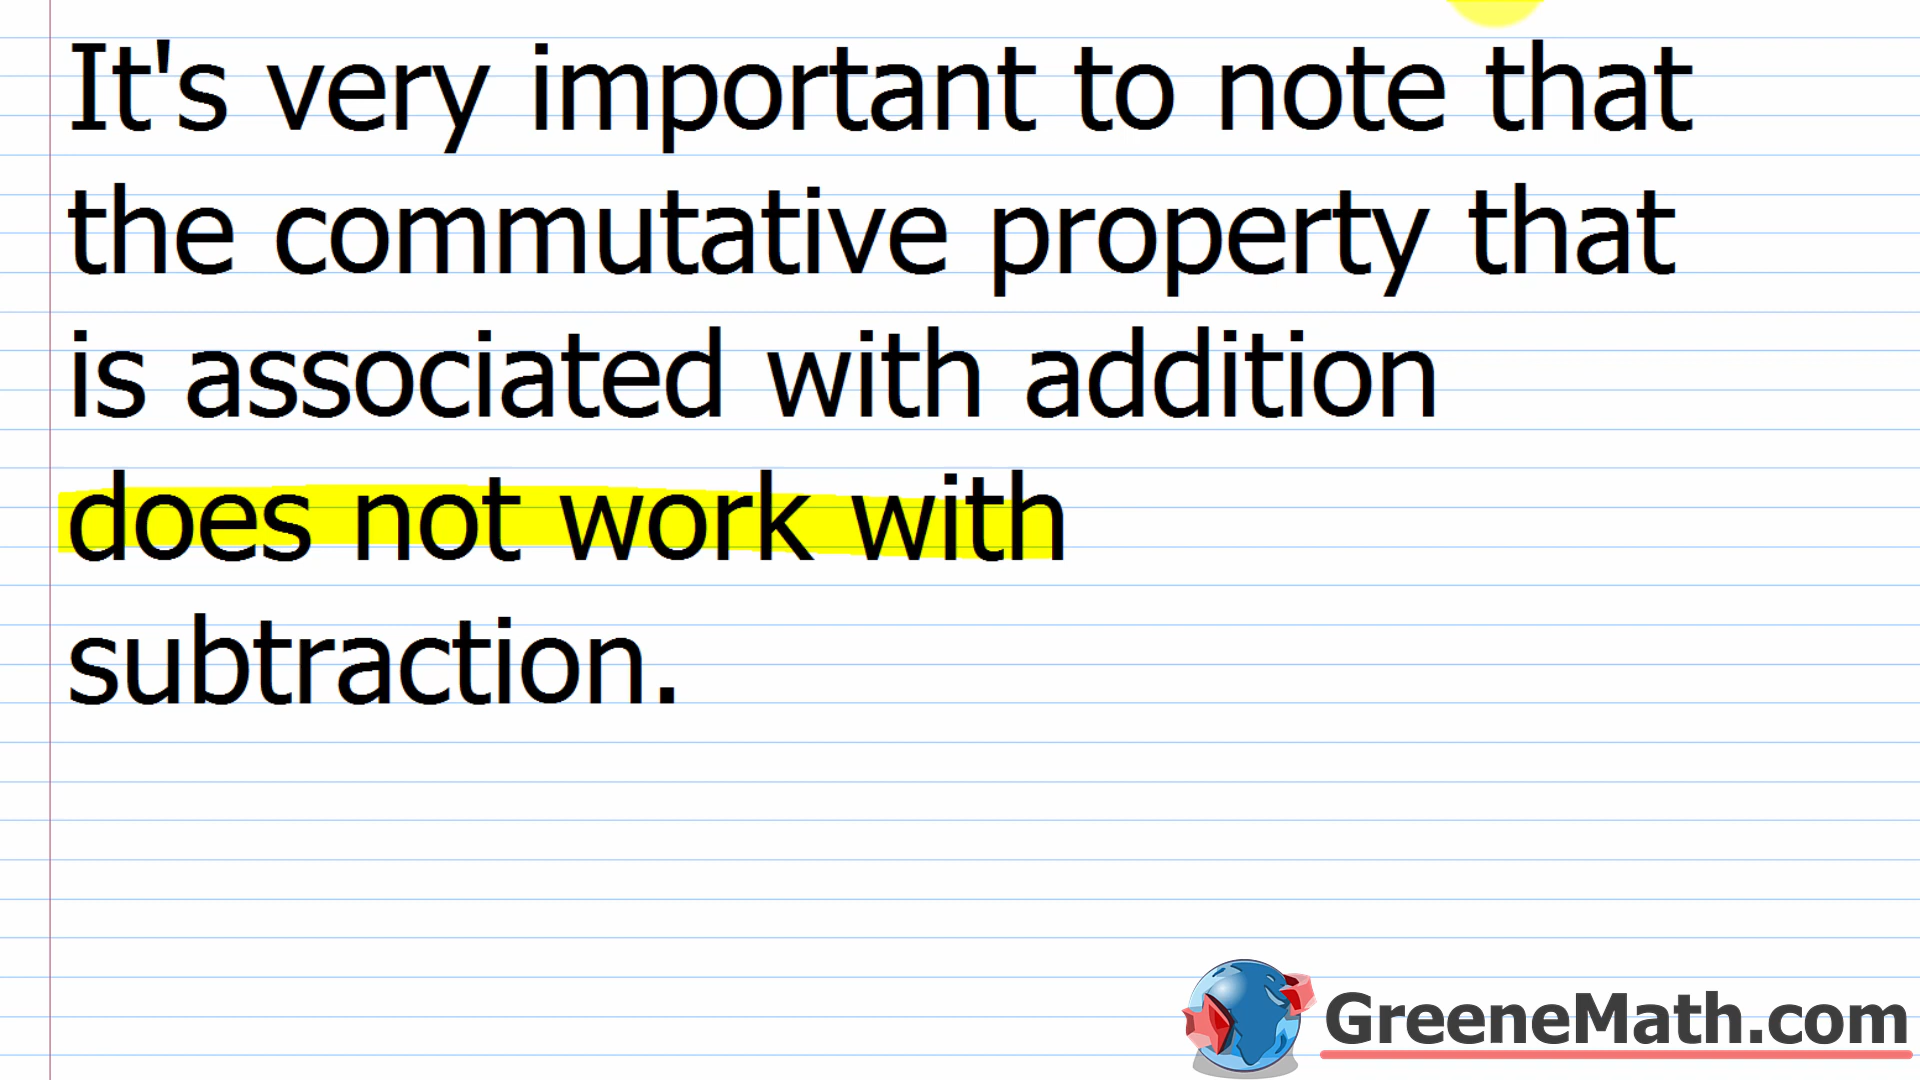 It's very important to note that
the commutative property that
is associated with addition
does not work with
subtraction.
GreeneMath.com